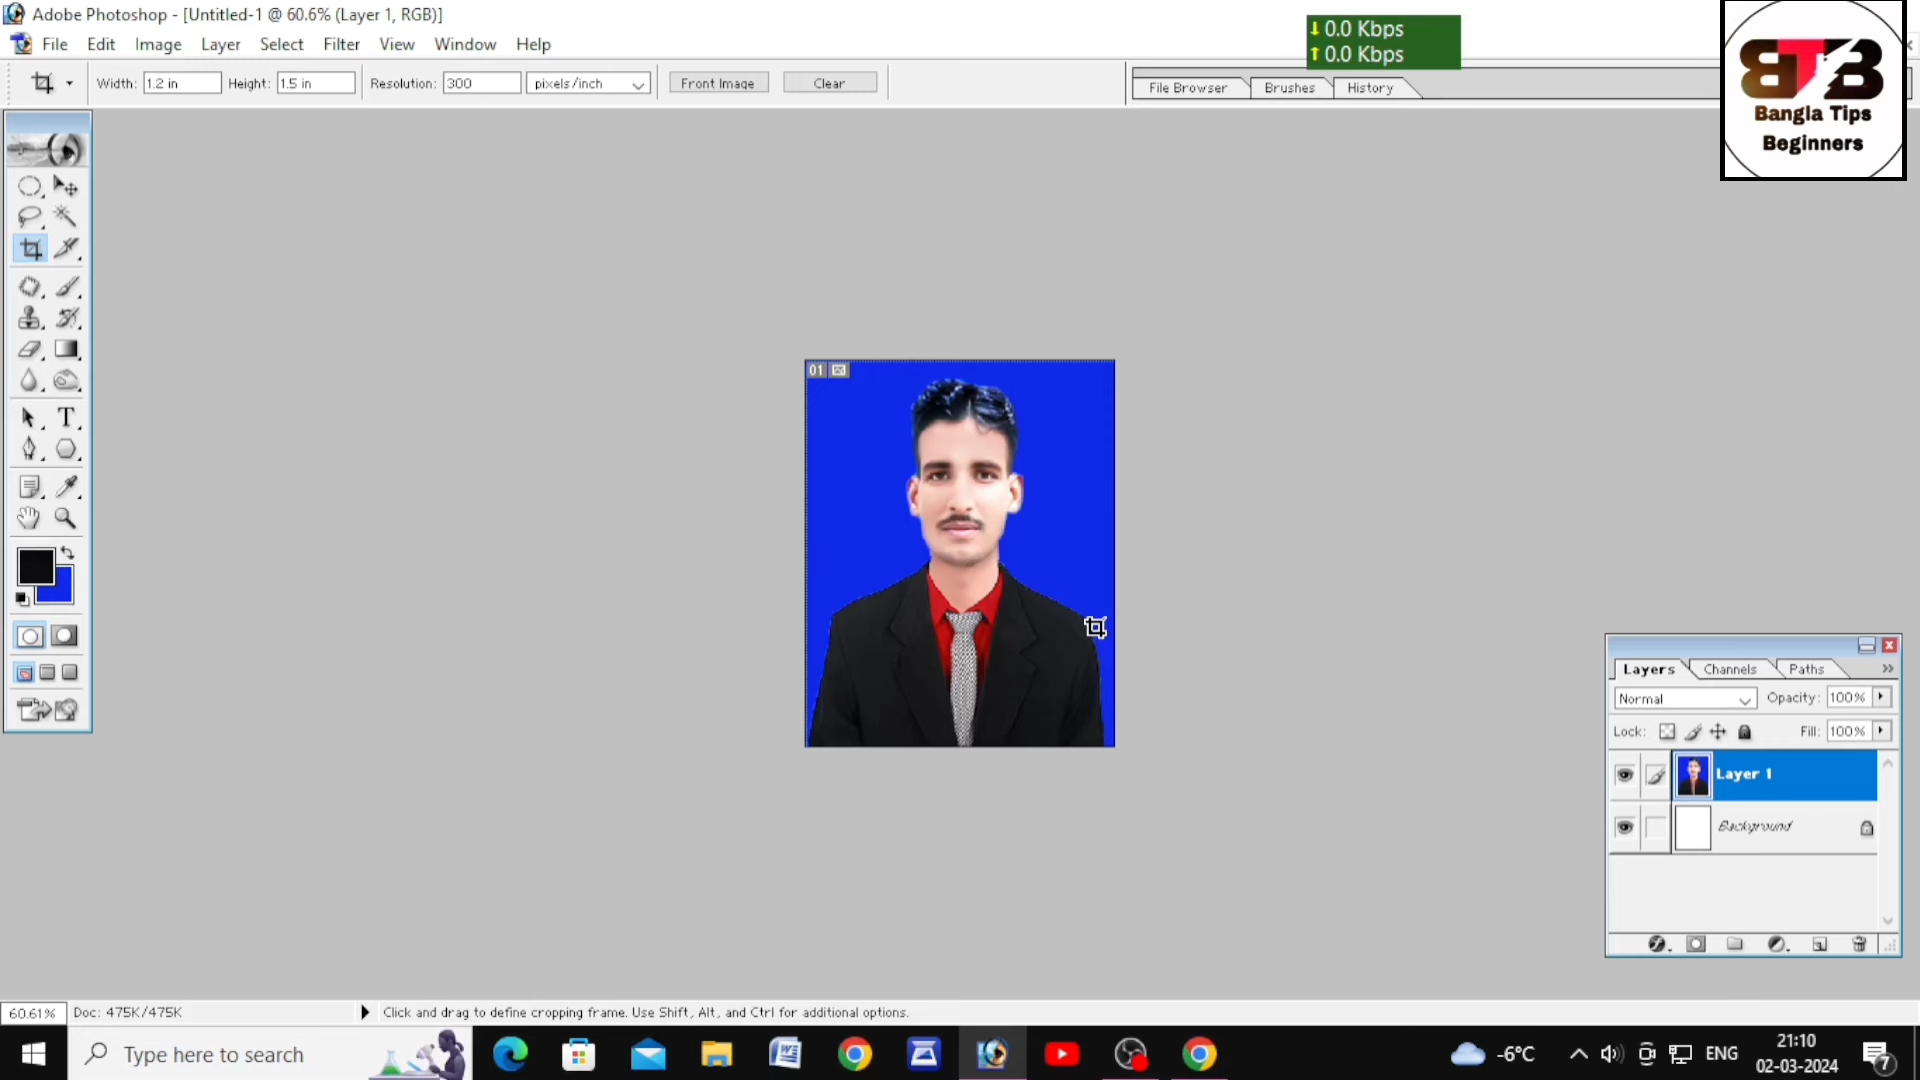 Adobe Photoshop - [Untitled-1 @ 60.6% (Layer 1, RGB)]
File Edit Image Layer Select Filter View Window Help
↓ 0.0 Kbps
↑ 0.0 Kbps
Width: 1.2 in Height: 1.5 in Resolution: 300 pixels/inch Front Image Clear
File Browser Brushes History
BTB
Bangla Tips
Beginners
01
T
Layers Channels Paths
Normal Opacity: 100%
Lock: Fill: 100%
Layer 1
Background
60.61% Doc: 475K/475K Click and drag to define cropping frame. Use Shift, Alt, and Ctrl for additional options.
Type here to search
-6°C ENG
21:10
02-03-2024
7